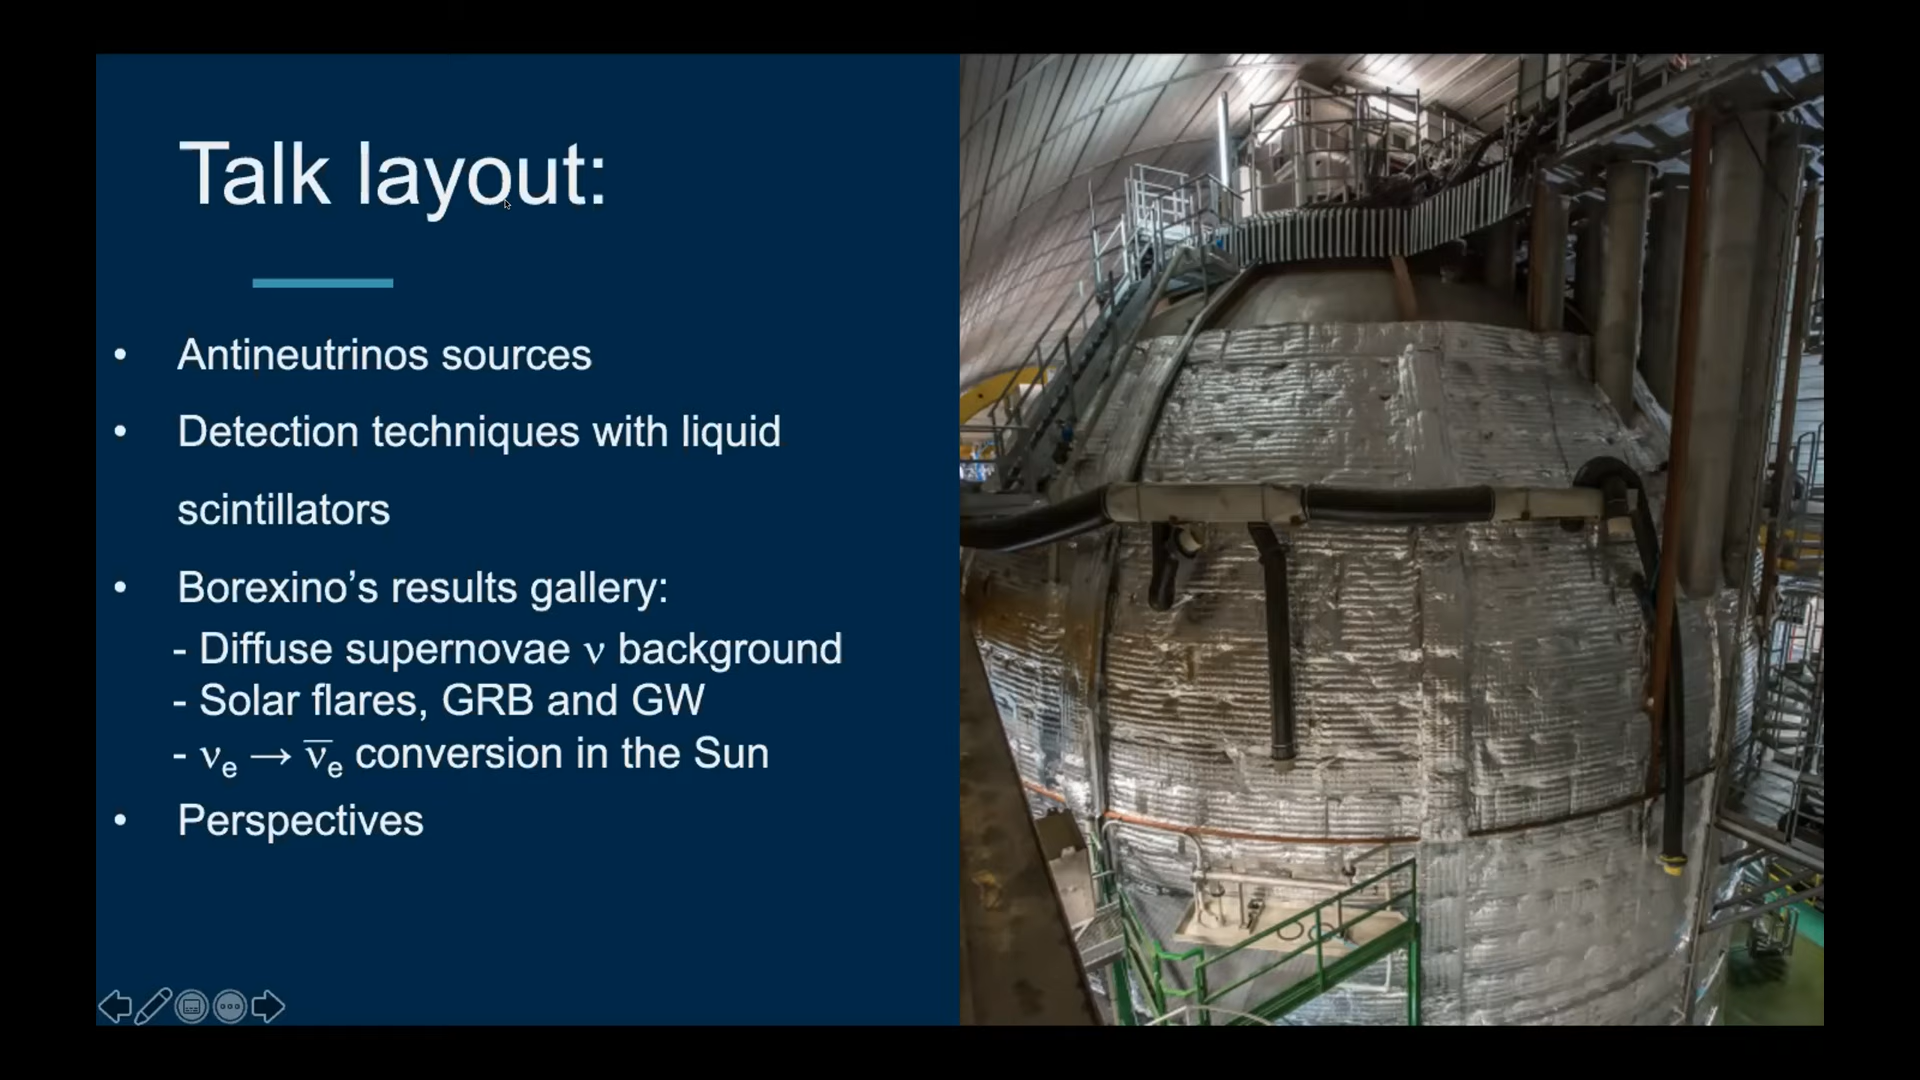 Talk layout:
• Antineutrinos sources
• Detection techniques with liquid
scintillators
• Borexino’s results gallery:
- Diffuse supernovae ν background
- Solar flares, GRB and GW
- νe → ν̅e conversion in the Sun
• Perspectives